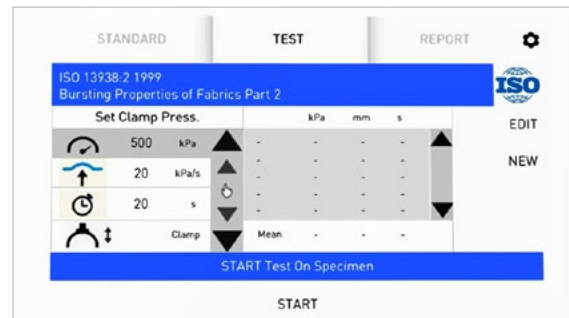 STANDARD TEST REPORT
ISO 13938:2 1999
Bursting Properties of Fabrics Part 2
ISO
Set Clamp Press.
kPa mm s
EDIT
NEW
500 kPa - - - -
20 kPa/s - - - -
- - - -
20 s - - - -
- - - -
Clamp Mean - - -
START Test On Specimen
START